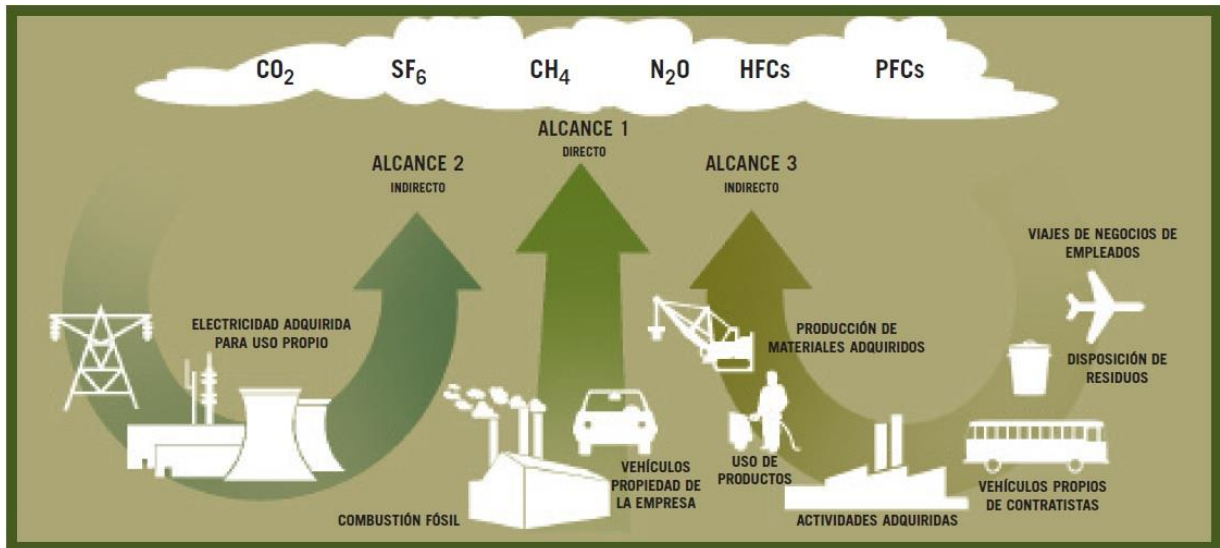 CO₂ SF₆ CH₄ N₂O HFCs PFCs
ALCANCE 1
DIRECTO
ALCANCE 2
INDIRECTO
ALCANCE 3
INDIRECTO
VIAJES DE NEGOCIOS DE
EMPLEADOS
ELECTRICIDAD ADQUIRIDA
PARA USO PROPIO
PRODUCCIÓN DE
MATERIALES ADQUIRIDOS
DISPOSICIÓN DE
RESIDUOS
VEHÍCULOS
PROPIEDAD DE
LA EMPRESA
USO DE
PRODUCTOS
VEHÍCULOS PROPIOS
DE CONTRATISTAS
COMBUSTIÓN FÓSIL
ACTIVIDADES ADQUIRIDAS